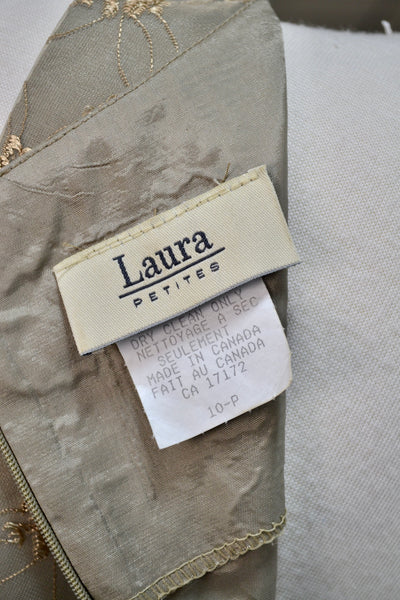 Laura
PETITES
DRY CLEAN ONLY
NETTOYAGE A SEC
SEULEMENT
MADE IN CANADA
FAIT AU CANADA
CA 17172
10-P